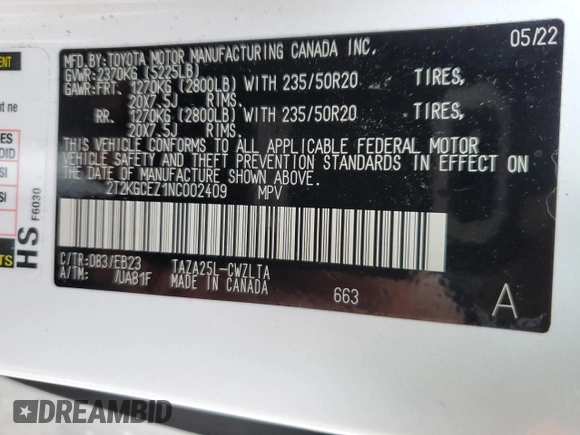 MFD.BY: TOYOTA MOTOR MANUFACTURING CANADA INC. 05/22
GVWR: 2370KG (5225LB)
GAWR: FRT. 1270KG (2800LB) WITH 235/50R20 TIRES,
20X7.5J RIMS.
RR. 1270KG (2800LB) WITH 235/50R20 TIRES,
20X7.5J RIMS.
THIS VEHICLE CONFORMS TO ALL APPLICABLE FEDERAL MOTOR
VEHICLE SAFETY AND THEFT PREVENTION STANDARDS IN EFFECT ON
THE DATE OF MANUFACTURE SHOWN ABOVE.
2T2KGCEZ1NC002409 MPV
C/TR: 083/EB23 TAZA25L-CWZLTA
A/TM: /UA81F MADE IN CANADA
663
A
HS
F6030
DREAMBID